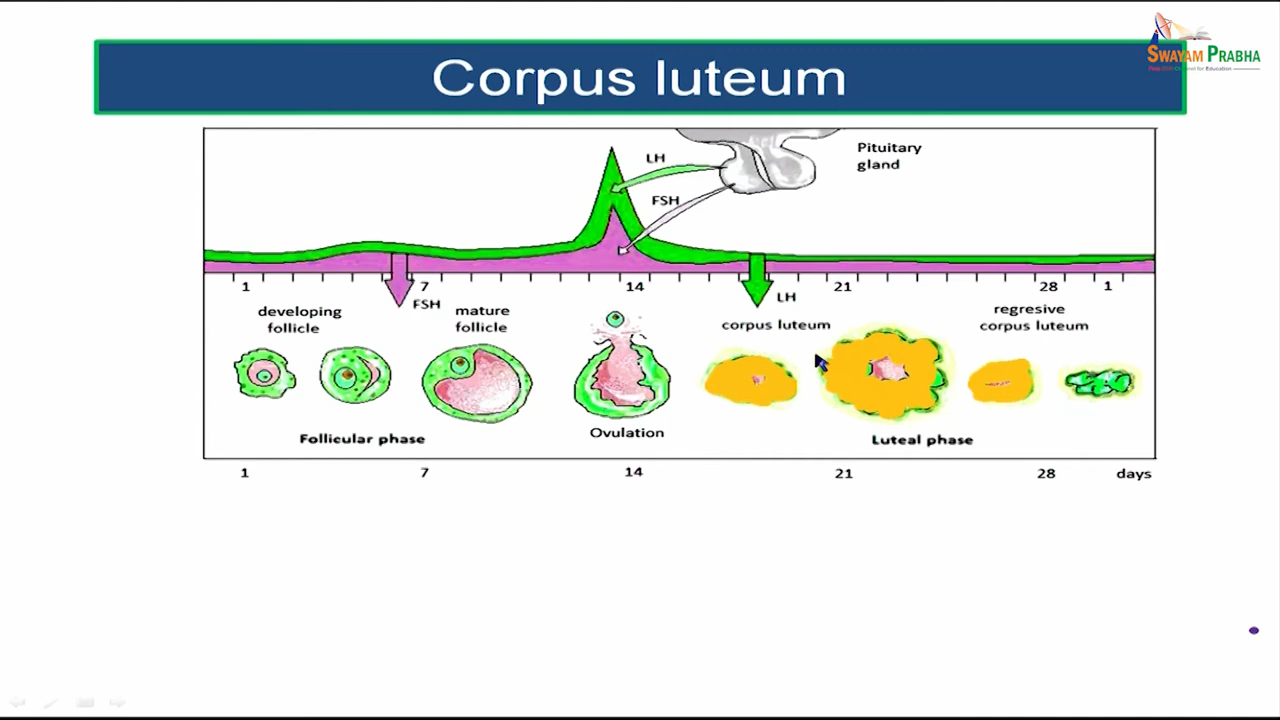 SWAYAM PRABHA
Corpus luteum
LH
Pituitary
gland
FSH
1
7
14
21
28
1
FSH
LH
developing
follicle
mature
follicle
corpus luteum
regresive
corpus luteum
Follicular phase
Ovulation
Luteal phase
1
7
14
21
28
days